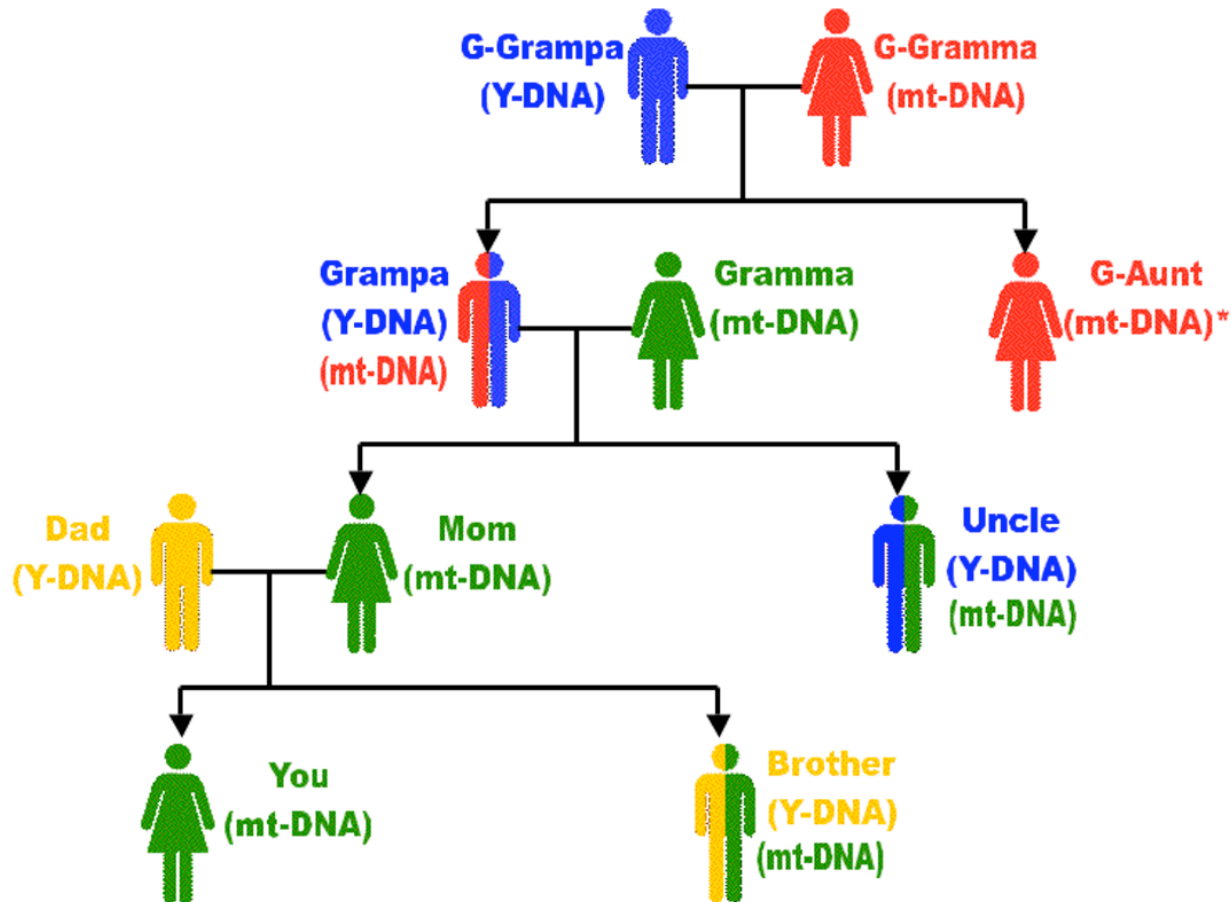 G-Grampa
(Y-DNA)
G-Gramma
(mt-DNA)
Grampa
(Y-DNA)
(mt-DNA)
Gramma
(mt-DNA)
G-Aunt
(mt-DNA)*
Dad
(Y-DNA)
Mom
(mt-DNA)
Uncle
(Y-DNA)
(mt-DNA)
You
(mt-DNA)
Brother
(Y-DNA)
(mt-DNA)